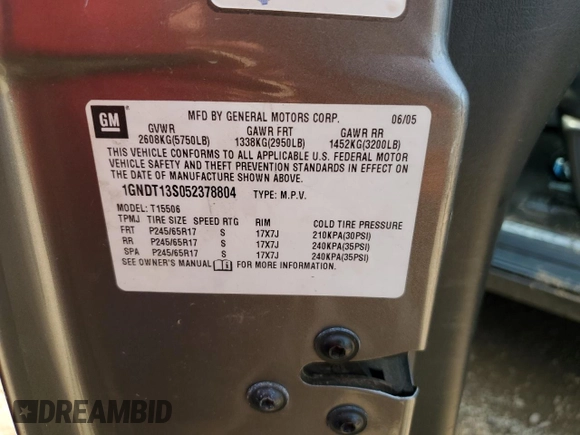 GM
MFD BY GENERAL MOTORS CORP. 06/05
GVWR GAWR FRT GAWR RR
2608KG(5750LB) 1338KG(2950LB) 1452KG(3200LB)
THIS VEHICLE CONFORMS TO ALL APPLICABLE U.S. FEDERAL MOTOR
VEHICLE SAFETY AND THEFT PREVENTION STANDARDS IN EFFECT ON
THE DATE OF MANUFACTURE SHOWN ABOVE.
1GNDT13S052378804 TYPE: M.P.V.
MODEL: T15506
TPMJ TIRE SIZE SPEED RTG RIM COLD TIRE PRESSURE
FRT P245/65R17 S 17X7J 210KPA(30PSI)
RR P245/65R17 S 17X7J 240KPA(35PSI)
SPA P245/65R17 S 17X7J 240KPA(35PSI)
SEE OWNER'S MANUAL FOR MORE INFORMATION.
DREAMBID